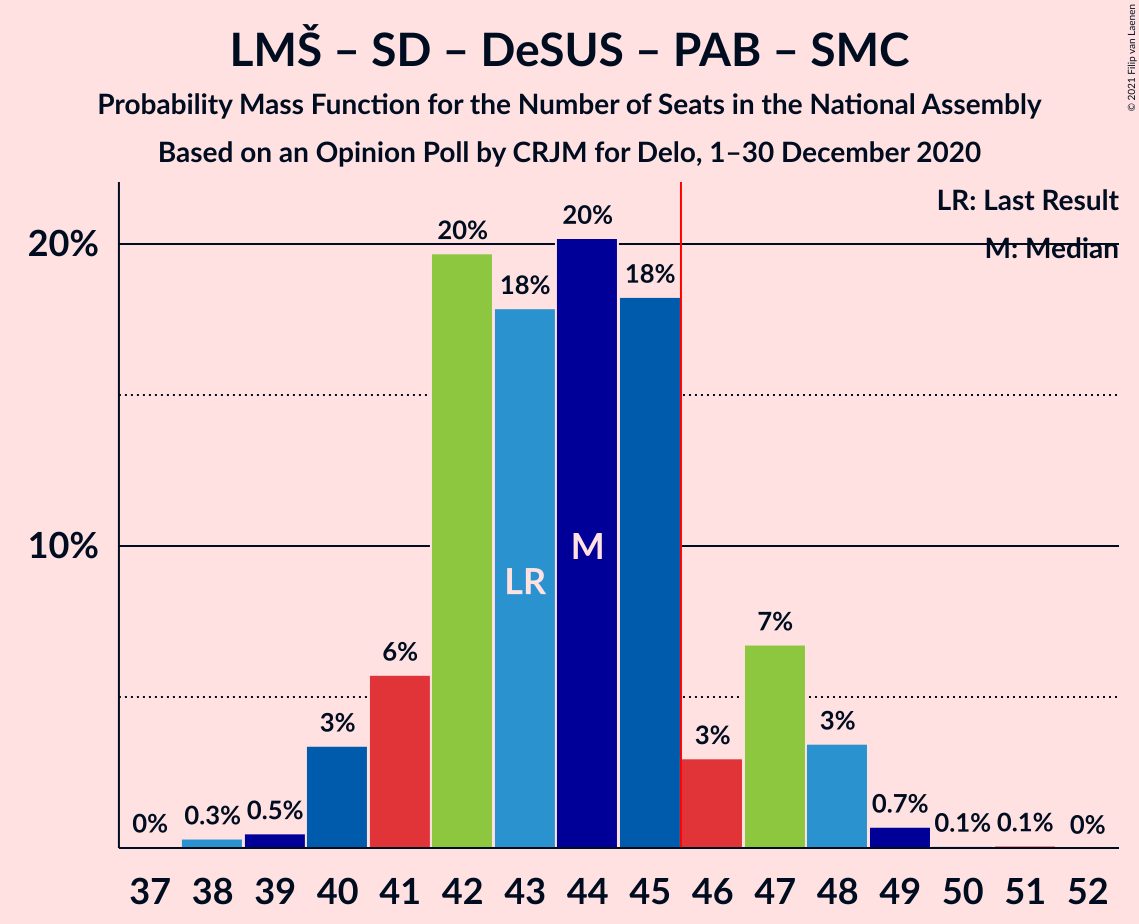 LMŠ – SD – DeSUS – PAB – SMC
Probability Mass Function for the Number of Seats in the National Assembly
Based on an Opinion Poll by CRJM for Delo, 1–30 December 2020
© 2021 Filip van Laenen
LR: Last Result
M: Median
20%
10%
0%
0.3%
0.5%
3%
6%
20%
18%
20%
18%
3%
7%
3%
0.7%
0.1%
0.1%
0%
LR
M
37 38 39 40 41 42 43 44 45 46 47 48 49 50 51 52